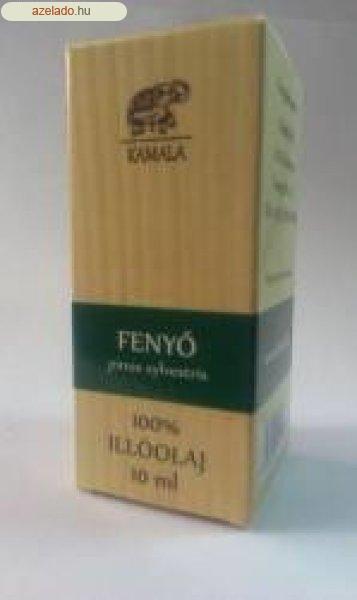 azelado.hu
KAMALA
FENYŐ
pinus sylvestris
100%
ILLÓOLAJ
10 ml